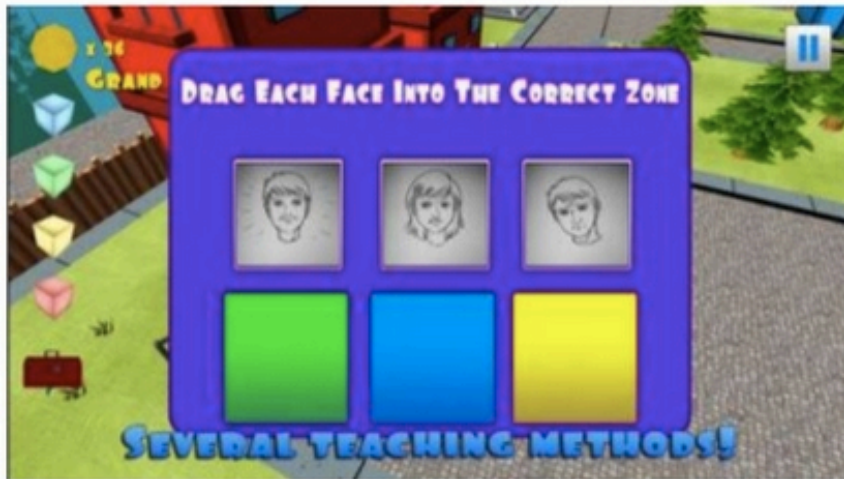 x 36
GRAND
DRAG EACH FACE INTO THE CORRECT ZONE
SEVERAL TEACHING METHODS!